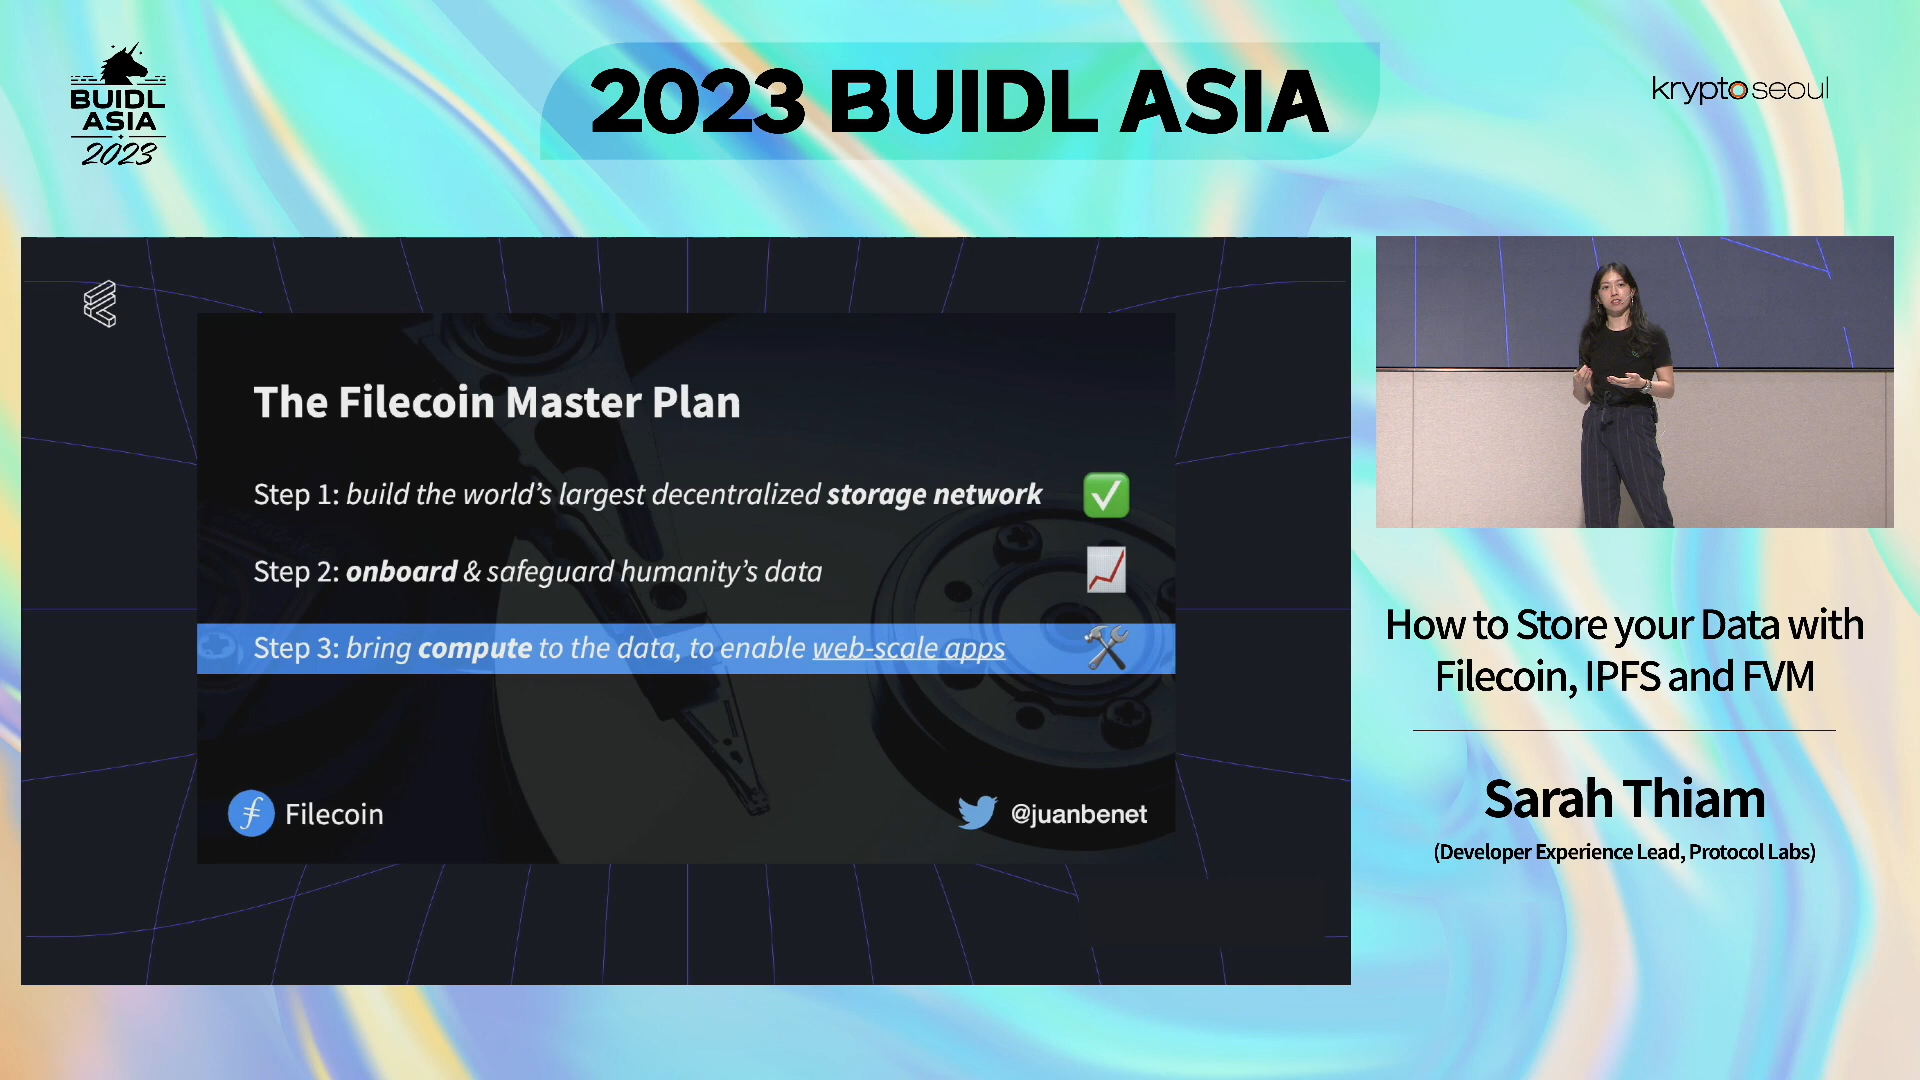 BUIDL
ASIA
2023
2023 BUIDL ASIA
kryptoseoul
The Filecoin Master Plan
Step 1: build the world's largest decentralized storage network
Step 2: onboard & safeguard humanity's data
Step 3: bring compute to the data, to enable web-scale apps
Filecoin
@juanbenet
How to Store your Data with
Filecoin, IPFS and FVM
Sarah Thiam
(Developer Experience Lead, Protocol Labs)